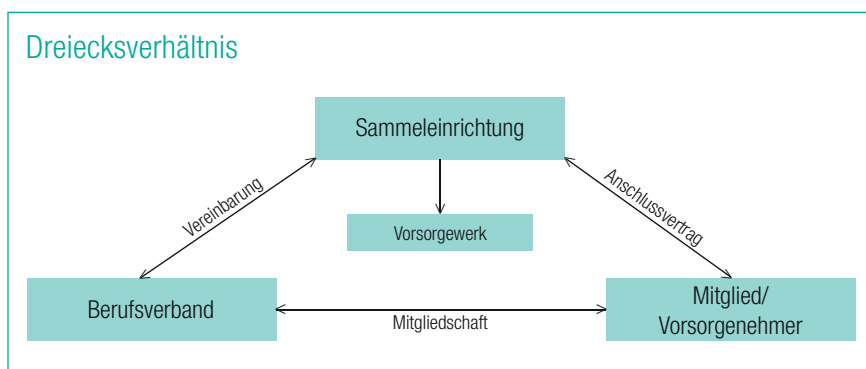 Dreiecksverhältnis
Sammeleinrichtung
Vereinbarung
Anschlussvertrag
Vorsorgewerk
Berufsverband
Mitgliedschaft
Mitglied/
Vorsorgenehmer